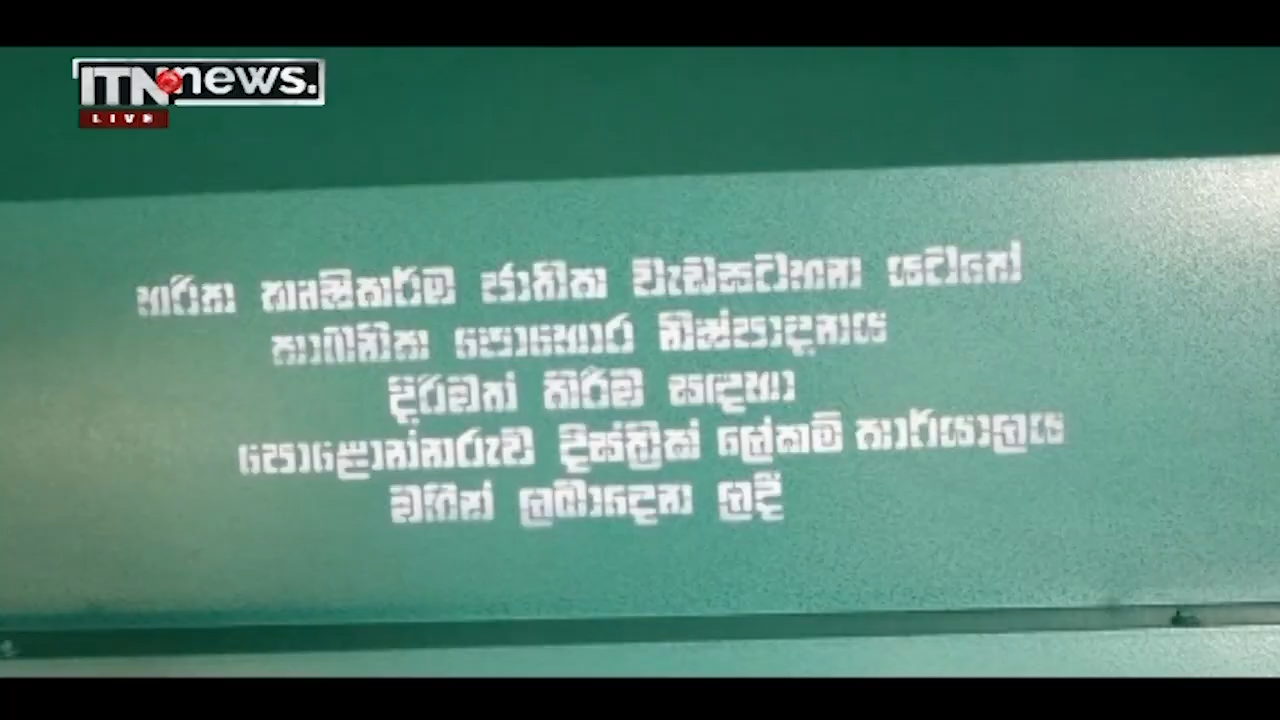 ITN news.
LIVE
හරිත කෘෂිකර්ම ජාතික වැඩසටහන යටතේ
කාබනික පොහොර නිෂ්පාදනය
දිරිමත් කිරීම සඳහා
පොළොන්නරුව දිස්ත්‍රික් ලේකම් කාර්යාලය
මගින් ලබාදෙන ලදී